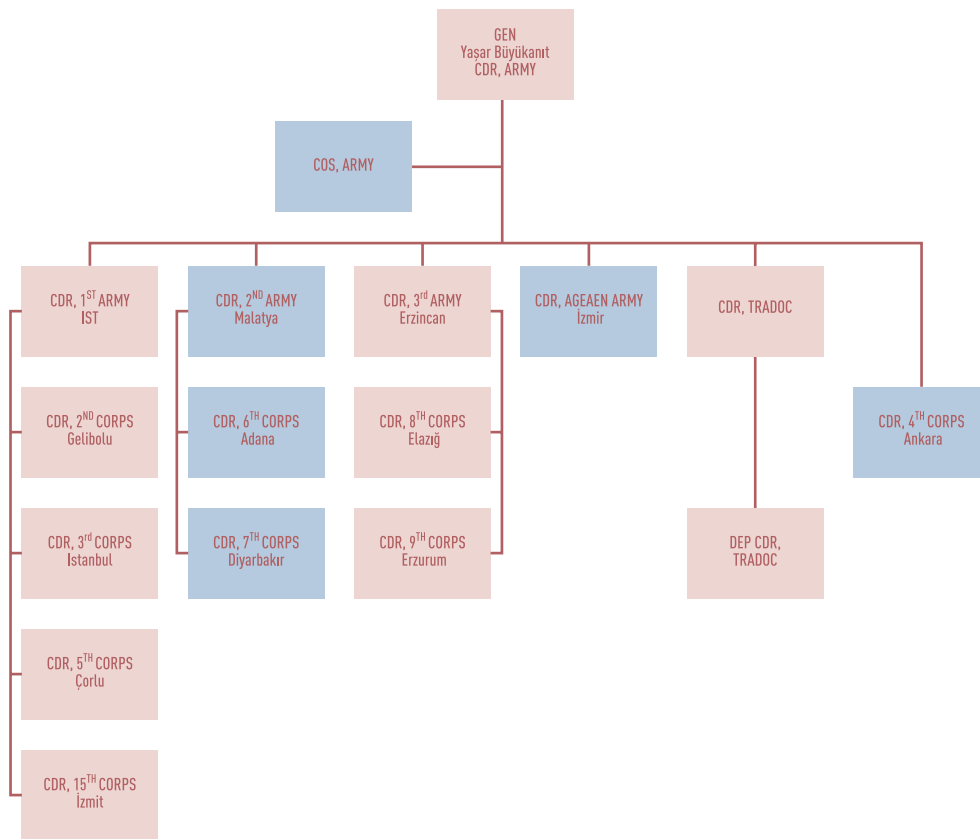 GEN
Yaşar Büyükanıt
CDR, ARMY
COS, ARMY
CDR, 1ST ARMY
IST
CDR, 2ND CORPS
Gelibolu
CDR, 3rd CORPS
Istanbul
CDR, 5TH CORPS
Çorlu
CDR, 15TH CORPS
İzmit
CDR, 2ND ARMY
Malatya
CDR, 6TH CORPS
Adana
CDR, 7TH CORPS
Diyarbakır
CDR, 3rd ARMY
Erzincan
CDR, 8TH CORPS
Elazığ
CDR, 9TH CORPS
Erzurum
CDR, AGEAEN ARMY
İzmir
CDR, TRADOC
DEP CDR,
TRADOC
CDR, 4TH CORPS
Ankara